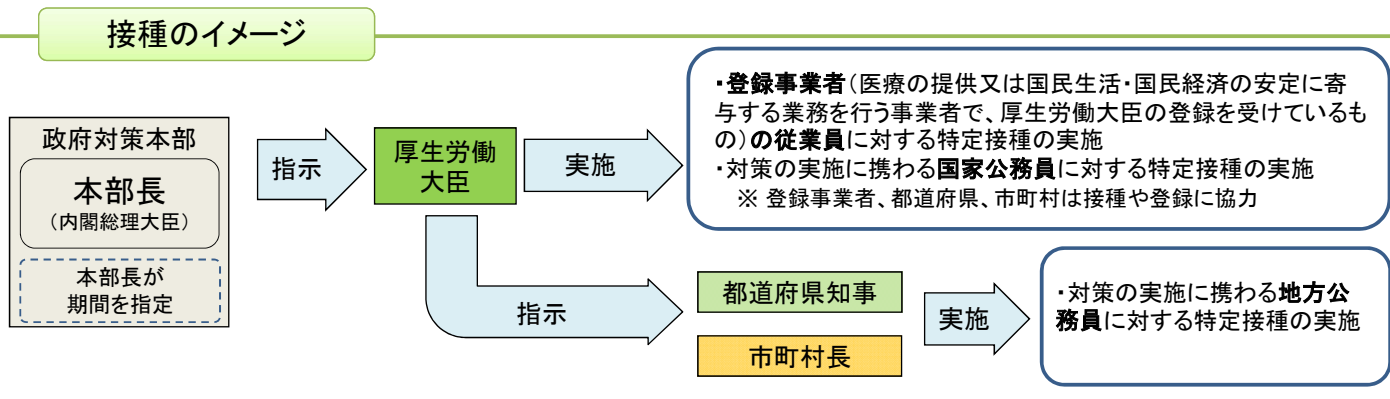 接種のイメージ
政府対策本部
本部長
（内閣総理大臣）
本部長が
期間を指定
指示
厚生労働
大臣
実施
・登録事業者（医療の提供又は国民生活・国民経済の安定に寄
与する業務を行う事業者で、厚生労働大臣の登録を受けているも
の）の従業員に対する特定接種の実施
・対策の実施に携わる国家公務員に対する特定接種の実施
※ 登録事業者、都道府県、市町村は接種や登録に協力
指示
都道府県知事
市町村長
実施
・対策の実施に携わる地方公
務員に対する特定接種の実施